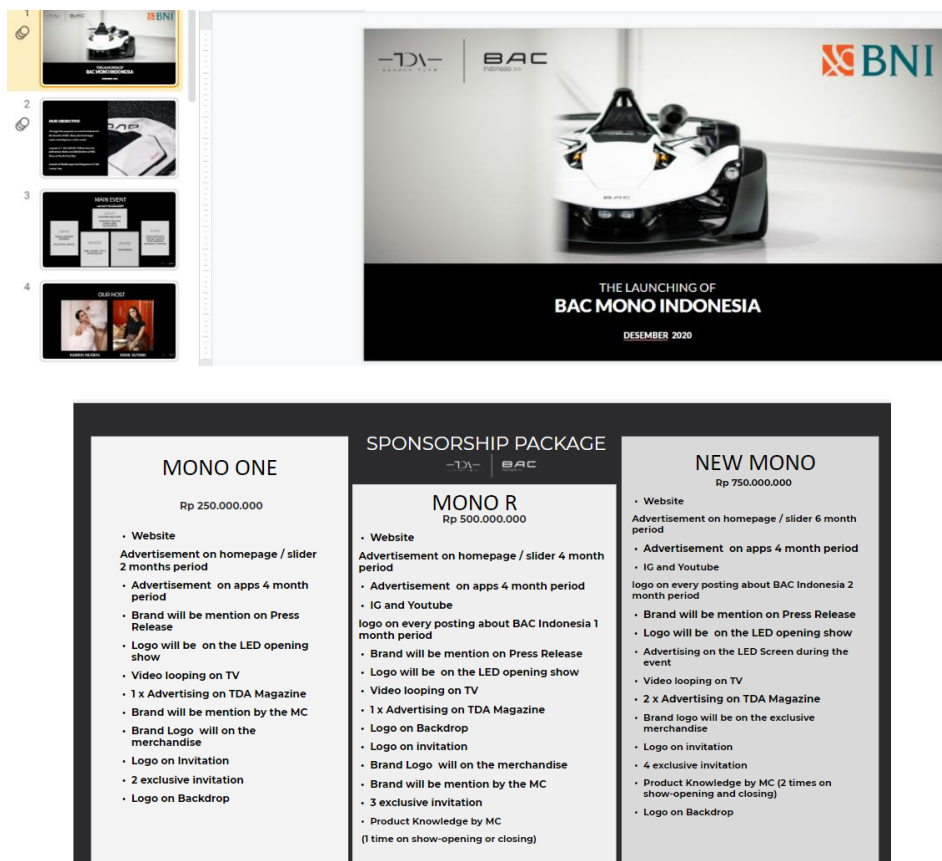 1
BNI
BAC MONO INDONESIA
2
OUR OBJECTIVE
3
MAIN EVENT
4
OUR HOST
TDA
BAC
Indonesia >>
BNI
THE LAUNCHING OF
BAC MONO INDONESIA
DESEMBER 2020
SPONSORSHIP PACKAGE
TDA
BAC
MONO ONE
Rp 250.000.000
• Website
Advertisement on homepage / slider
2 months period
• Advertisement on apps 4 month
period
• Brand will be mention on Press
Release
• Logo will be on the LED opening
show
• Video looping on TV
• 1 x Advertising on TDA Magazine
• Brand will be mention by the MC
• Brand Logo will on the
merchandise
• Logo on Invitation
• 2 exclusive invitation
• Logo on Backdrop
MONO R
Rp 500.000.000
• Website
Advertisement on homepage / slider 4 month
period
• Advertisement on apps 4 month period
• IG and Youtube
logo on every posting about BAC Indonesia 1
month period
• Brand will be mention on Press Release
• Logo will be on the LED opening show
• Video looping on TV
• 1 x Advertising on TDA Magazine
• Logo on Backdrop
• Logo on invitation
• Brand Logo will on the merchandise
• Brand will be mention by the MC
• 3 exclusive invitation
• Product Knowledge by MC
(1 time on show-opening or closing)
NEW MONO
Rp 750.000.000
• Website
Advertisement on homepage / slider 6 month
period
• Advertisement on apps 4 month period
• IG and Youtube
logo on every posting about BAC Indonesia 2
month period
• Brand will be mention on Press Release
• Logo will be on the LED opening show
• Advertising on the LED Screen during the
event
• Video looping on TV
• 2 x Advertising on TDA Magazine
• Brand logo will be on the exclusive
merchandise
• Logo on invitation
• 4 exclusive invitation
• Product Knowledge by MC (2 times on
show-opening and closing)
• Logo on Backdrop